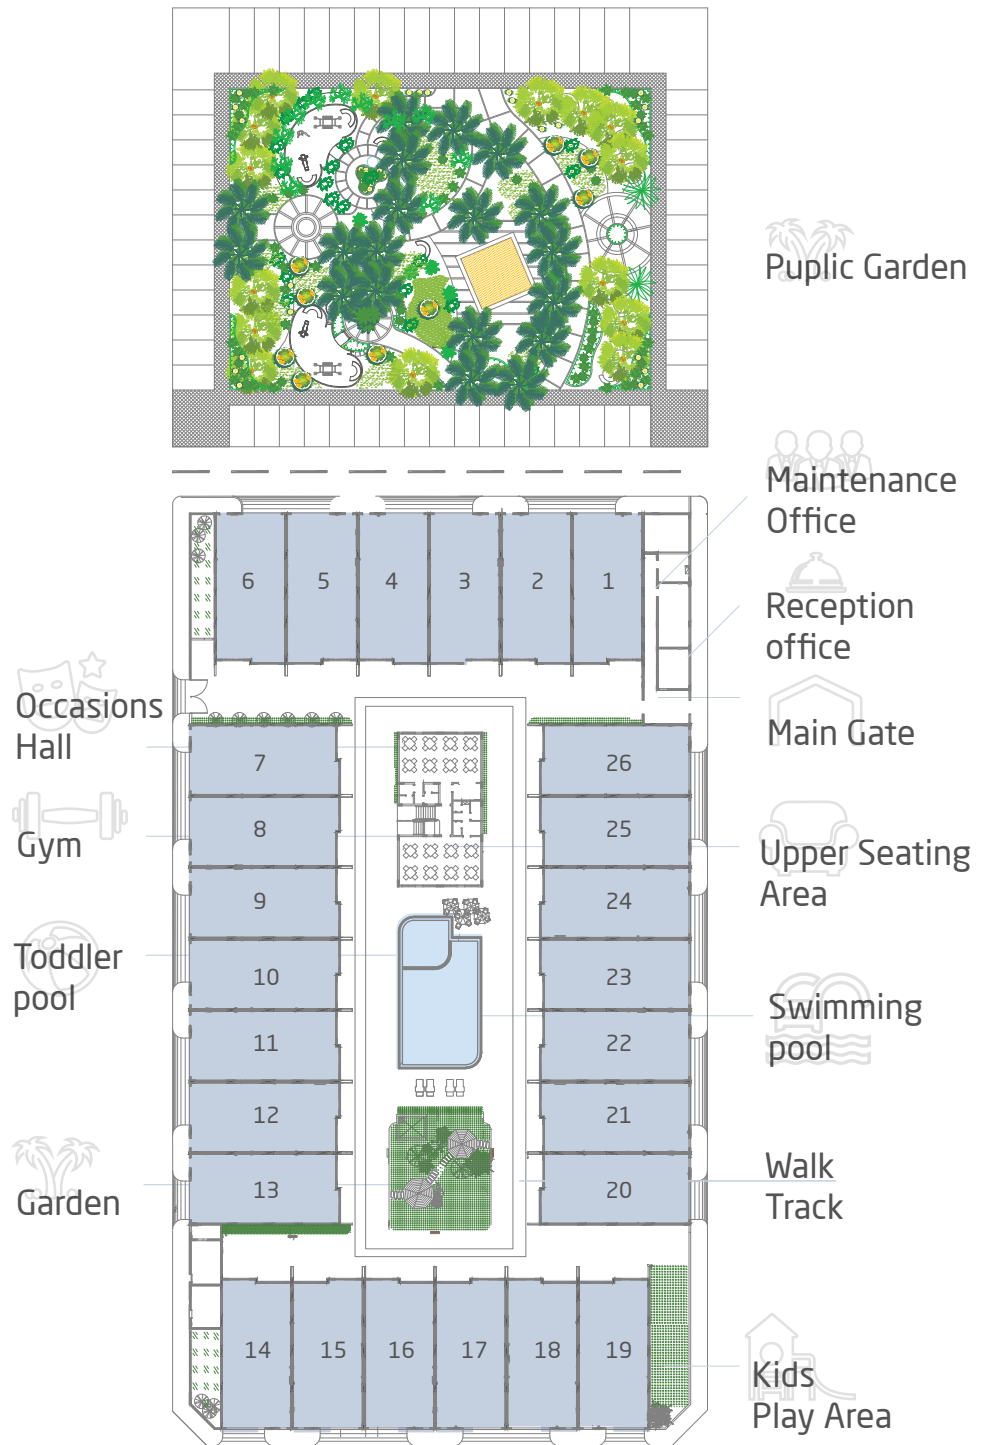 Puplic Garden
Maintenance
Office
6 5 4 3 2 1
Reception
office
Occasions
Hall
Main Gate
7
26
8
25
Gym
Upper Seating
Area
9
24
Toddler
pool
10
23
Swimming
pool
11
22
12
21
Walk
Track
Garden
13
20
14 15 16 17 18 19
Kids
Play Area